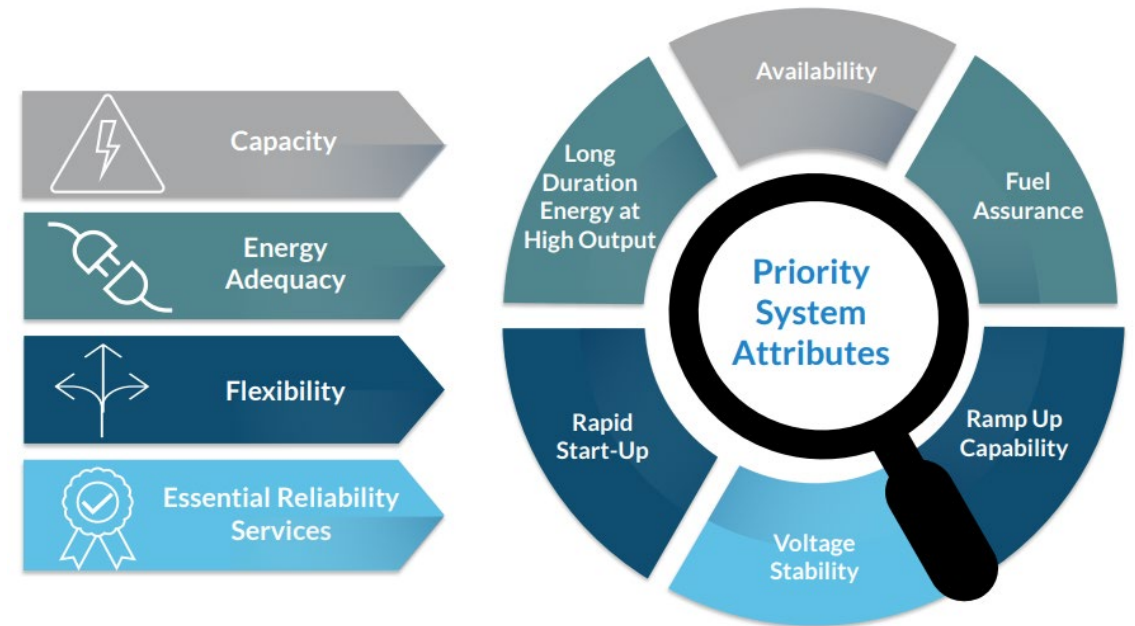 Capacity
Energy
Adequacy
Flexibility
Essential Reliability
Services
Availability
Fuel
Assurance
Ramp Up
Capability
Voltage
Stability
Rapid
Start-Up
Long
Duration
Energy at
High Output
Priority
System
Attributes